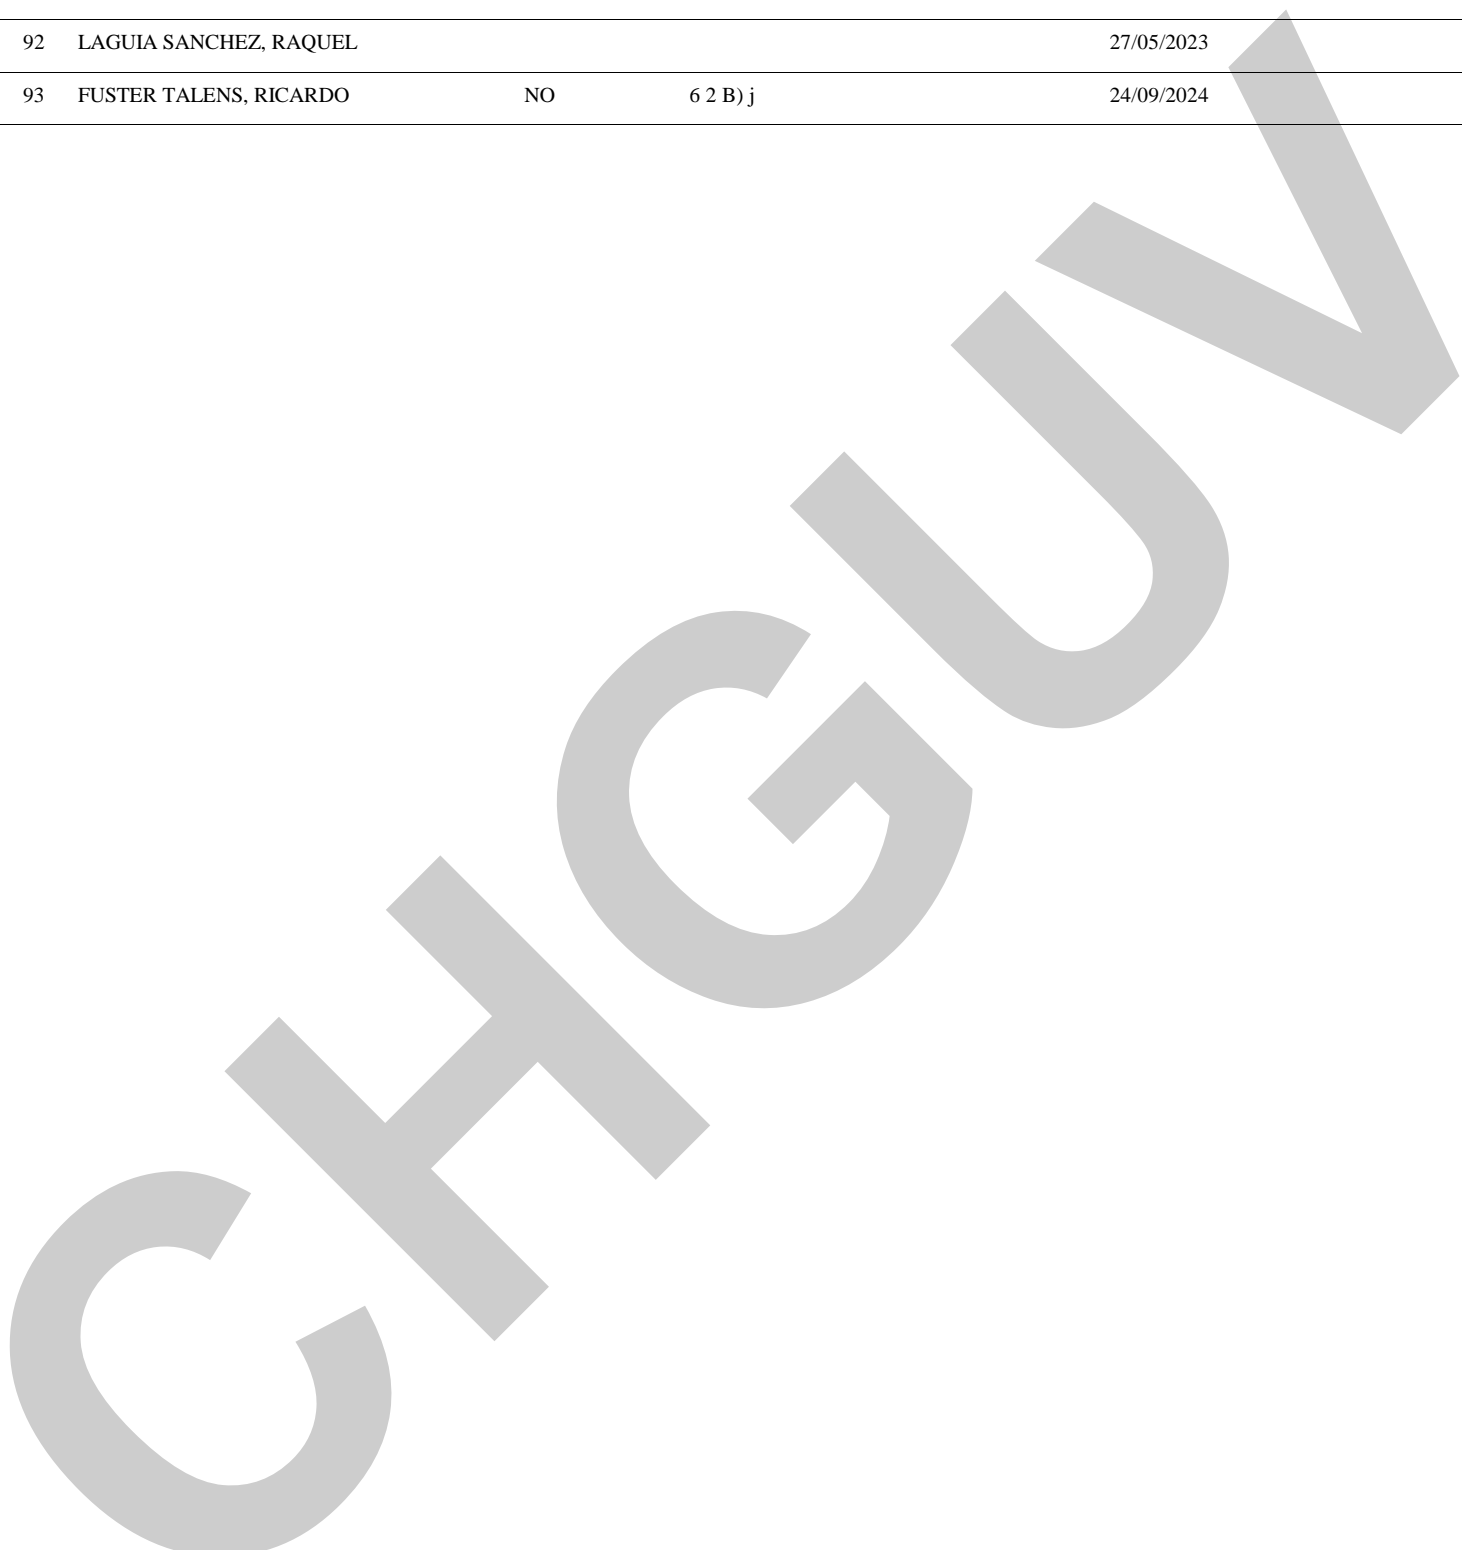 92 LAGUIA SANCHEZ, RAQUEL 27/05/2023
93 FUSTER TALENS, RICARDO NO 6 2 B) j 24/09/2024
CHGUV